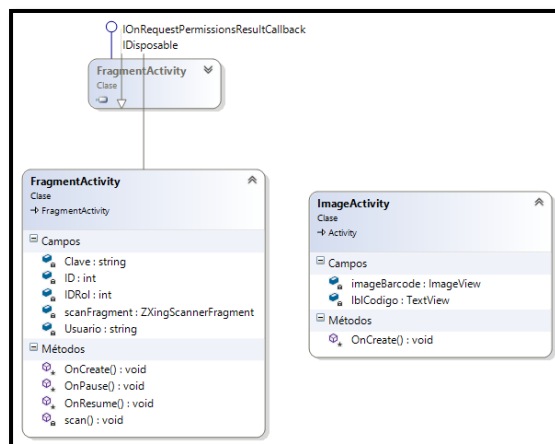 IOnRequestPermissionsResultCallback
IDisposable
FragmentActivity
Clase
FragmentActivity
Clase
FragmentActivity
Campos
Clave : string
ID : int
IDRol : int
scanFragment : ZXingScannerFragment
Usuario : string
Métodos
OnCreate() : void
OnPause() : void
OnResume() : void
scan() : void
ImageActivity
Clase
Activity
Campos
imageBarcode : ImageView
lblCodigo : TextView
Métodos
OnCreate() : void